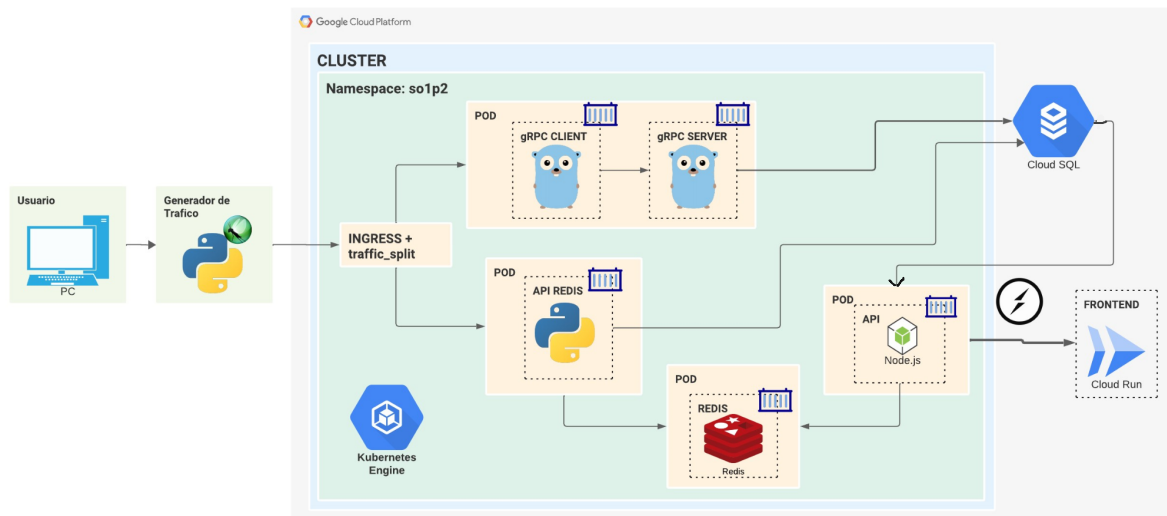 Google Cloud Platform
CLUSTER
Namespace: so1p2
POD
gRPC CLIENT
gRPC SERVER
Cloud SQL
Usuario
PC
Generador de
Trafico
INGRESS +
traffic_split
POD
API REDIS
POD
API
Node.js
FRONTEND
Cloud Run
POD
REDIS
Redis
Kubernetes
Engine